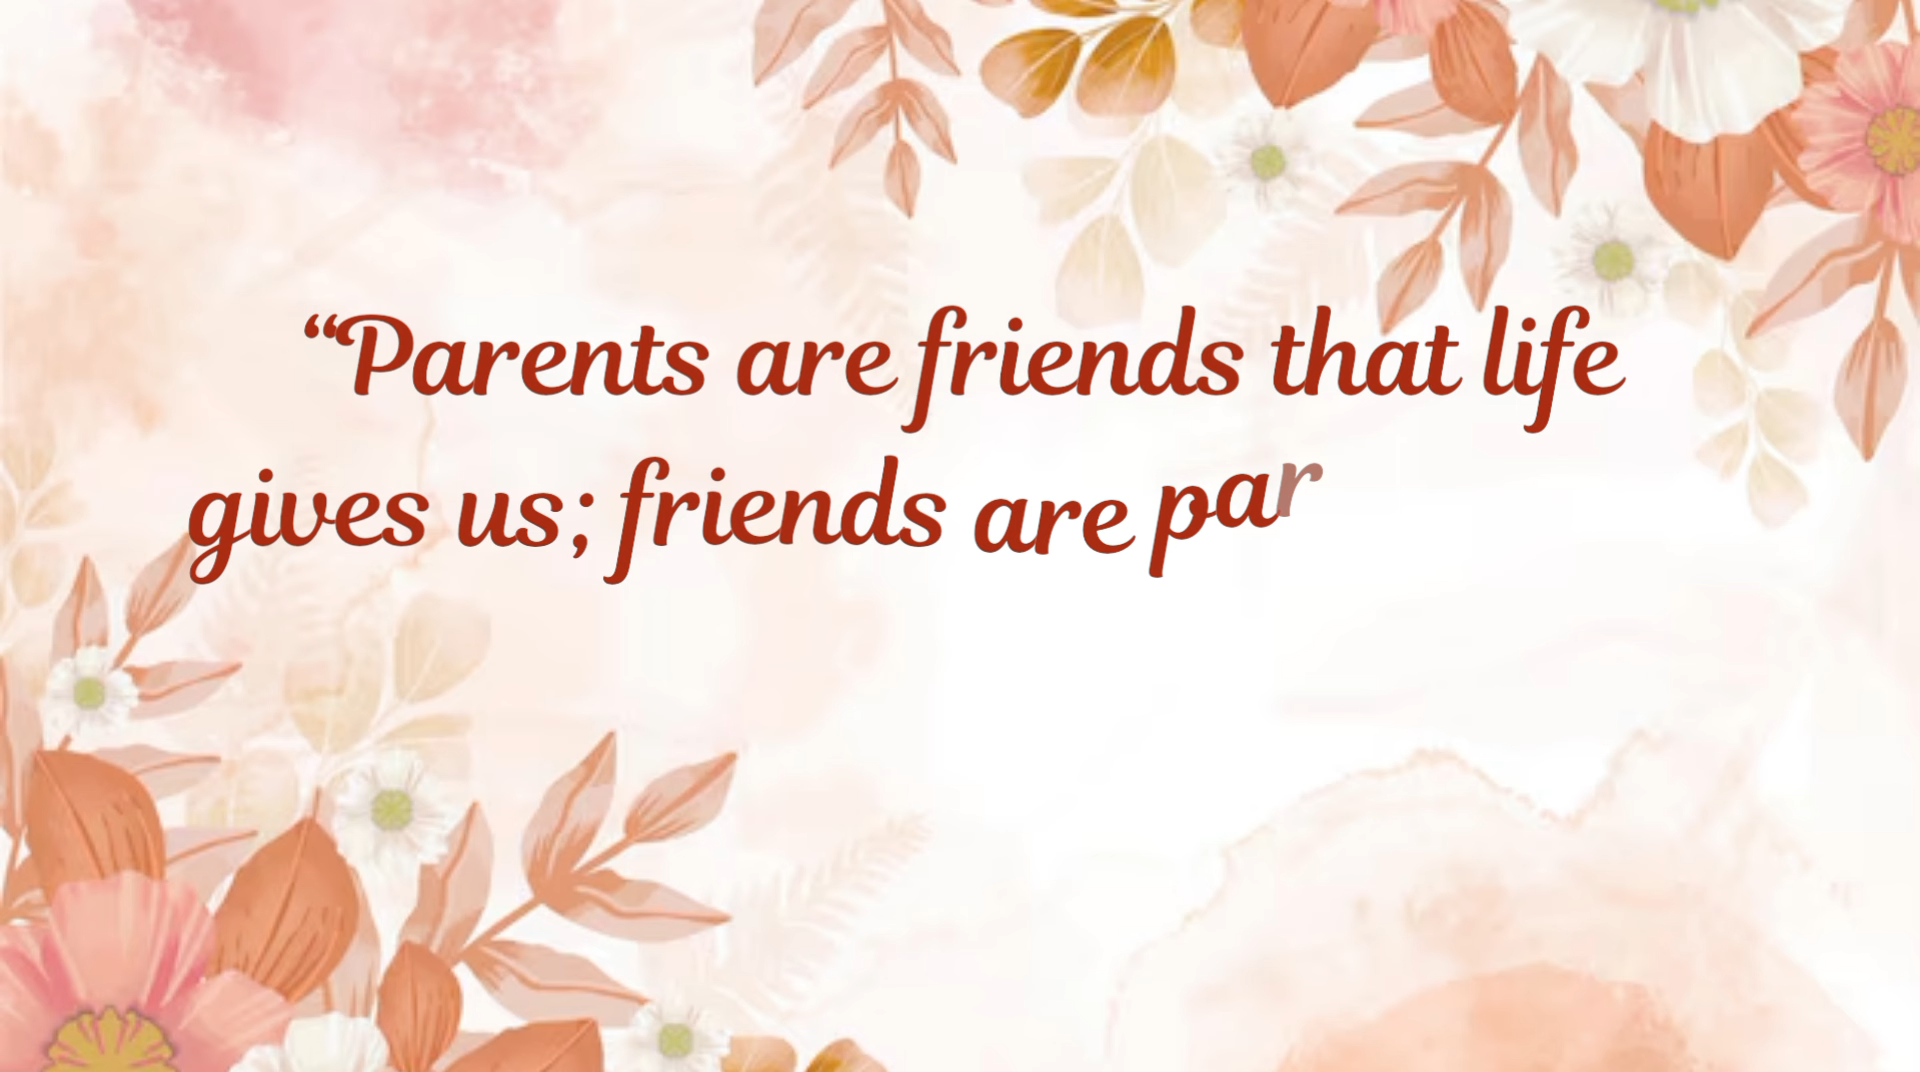 “Parents are friends that life
gives us; friends are par